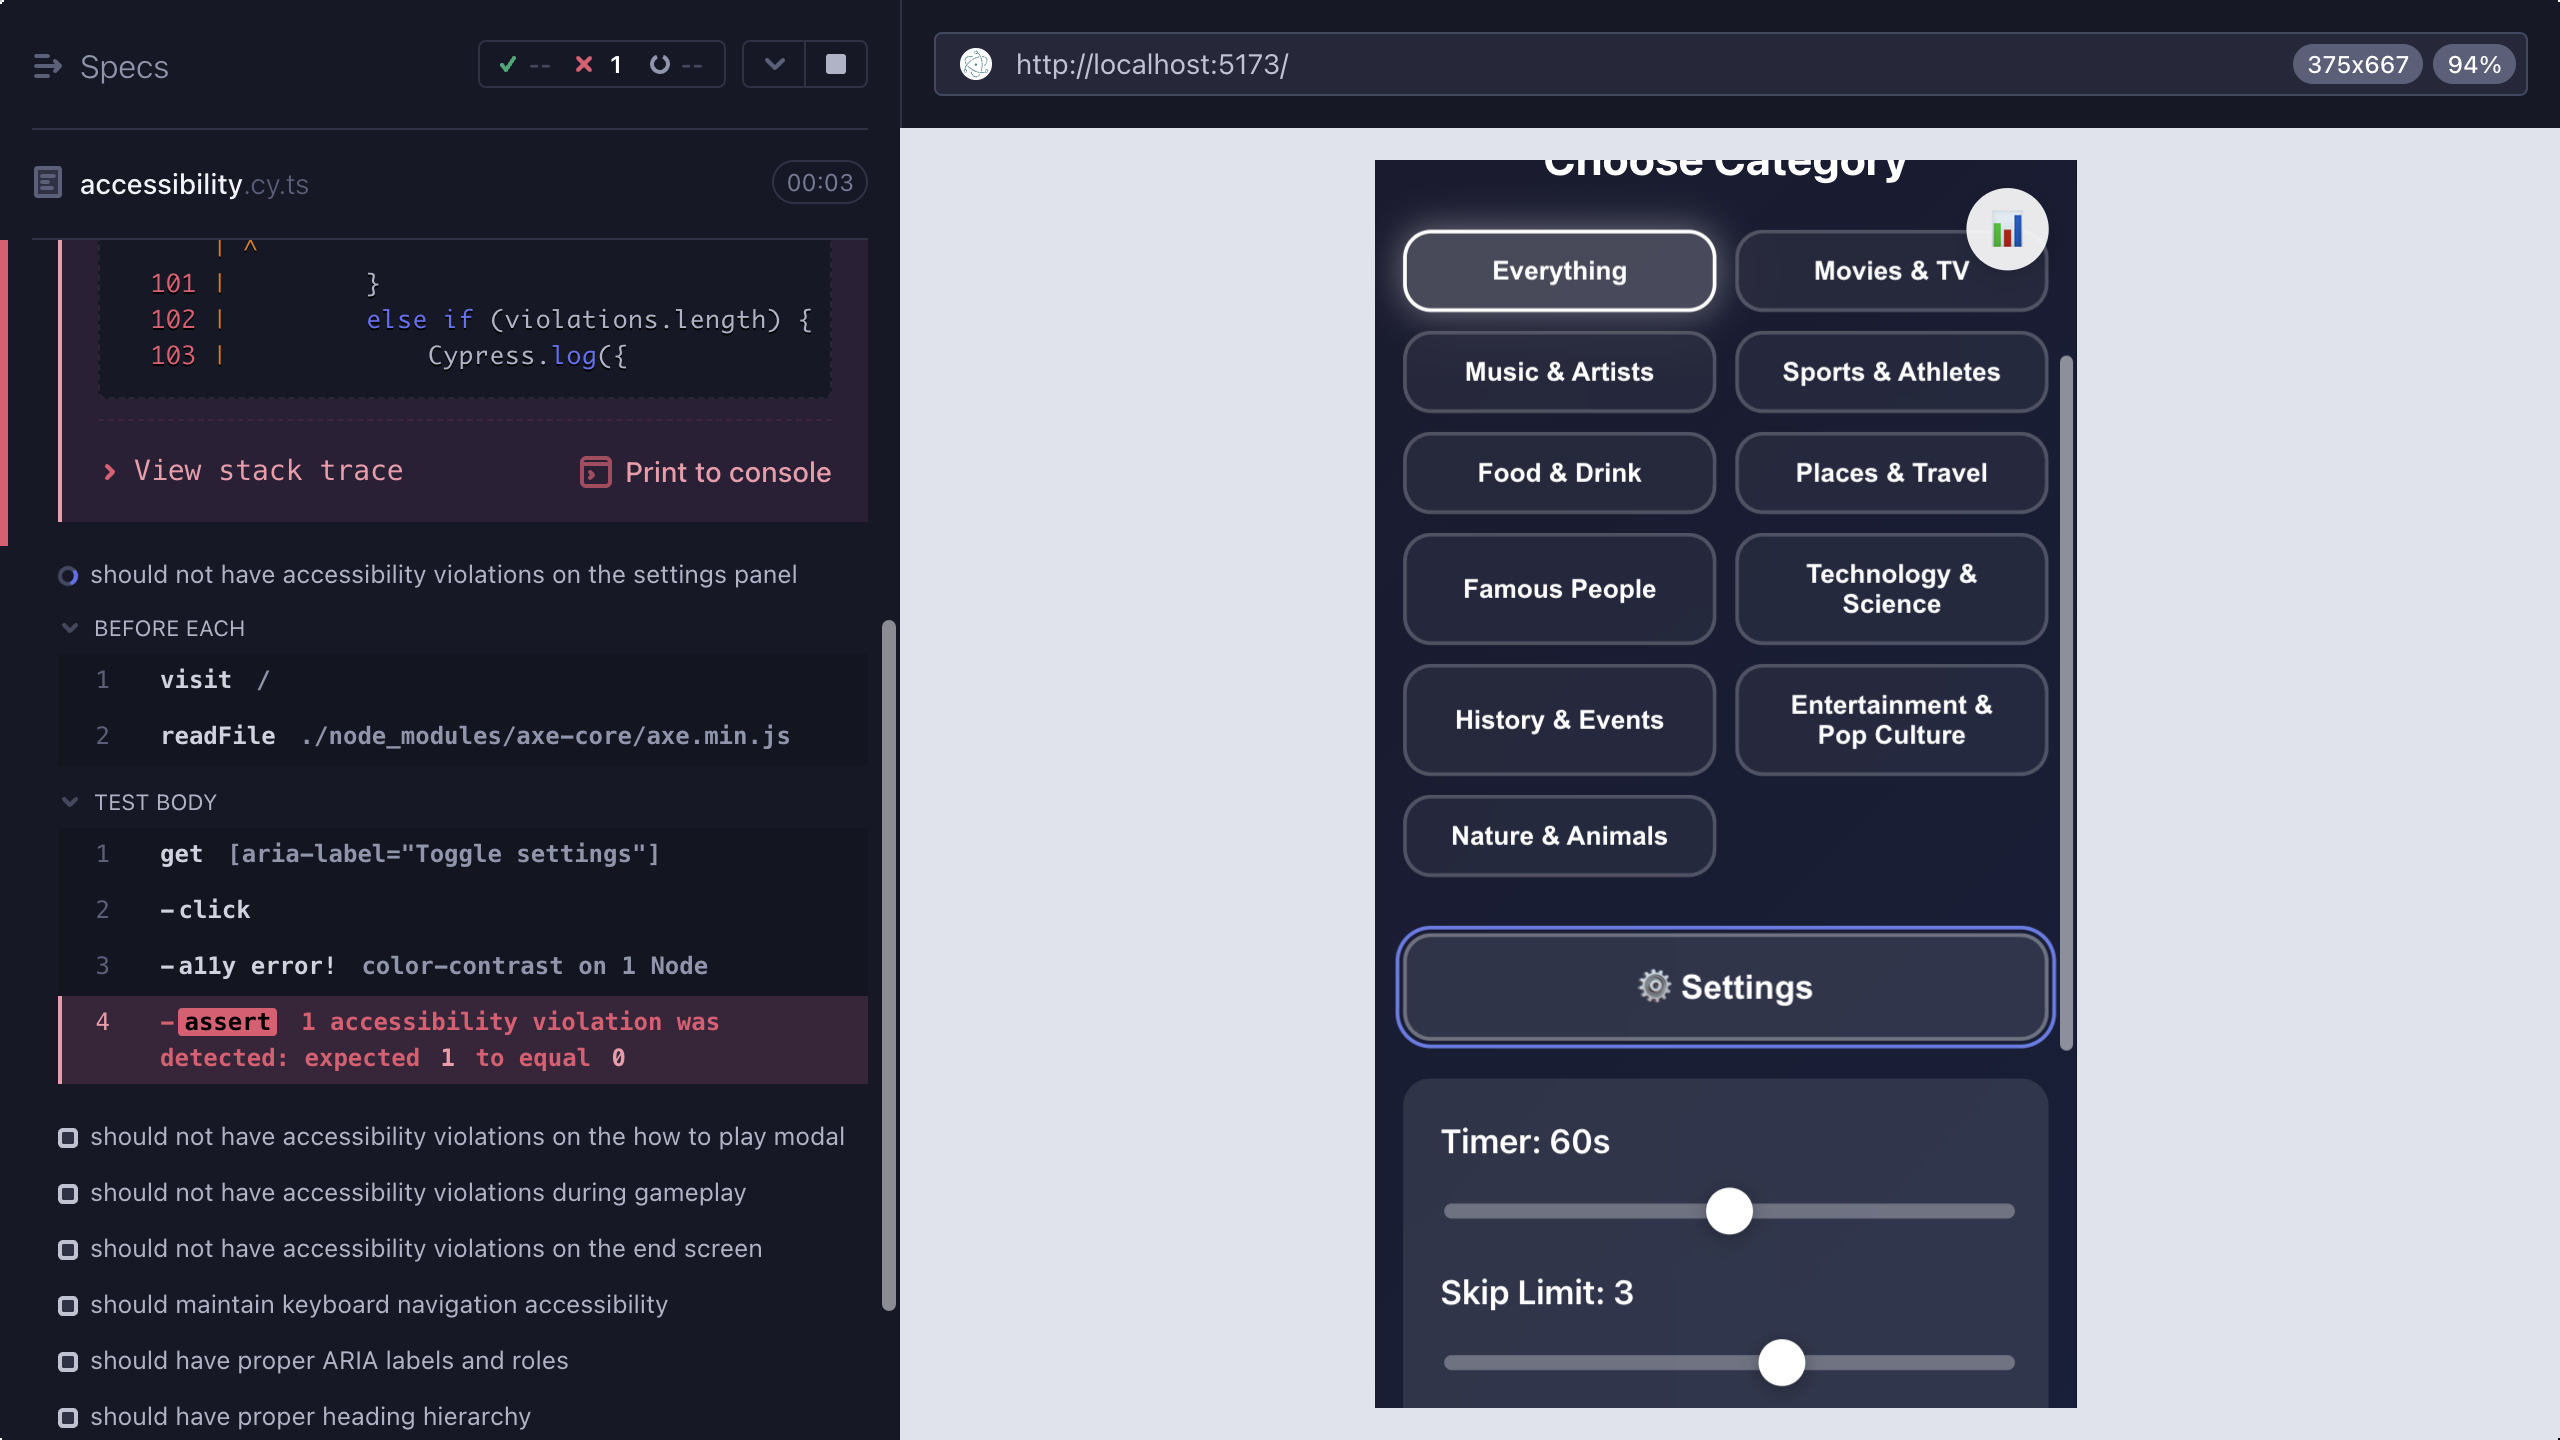 Specs
-- 1 --
accessibility.cy.ts
00:03
| ^
101 | }
102 | else if (violations.length) {
103 | Cypress.log({
View stack trace
Print to console
should not have accessibility violations on the settings panel
BEFORE EACH
1 visit /
2 readFile ./node_modules/axe-core/axe.min.js
TEST BODY
1 get [aria-label="Toggle settings"]
2 -click
3 -a11y error! color-contrast on 1 Node
4 -assert 1 accessibility violation was
detected: expected 1 to equal 0
should not have accessibility violations on the how to play modal
should not have accessibility violations during gameplay
should not have accessibility violations on the end screen
should maintain keyboard navigation accessibility
should have proper ARIA labels and roles
should have proper heading hierarchy
http://localhost:5173/
375x667
94%
Choose Category
Everything
Movies & TV
Music & Artists
Sports & Athletes
Food & Drink
Places & Travel
Famous People
Technology &
Science
History & Events
Entertainment &
Pop Culture
Nature & Animals
Settings
Timer: 60s
Skip Limit: 3